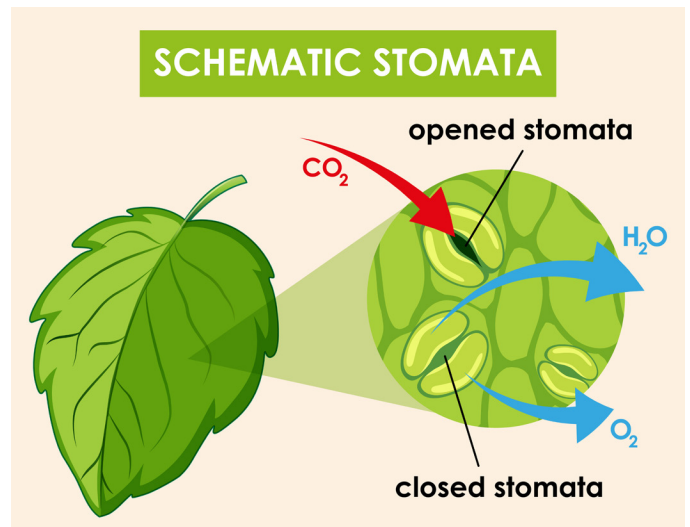 SCHEMATIC STOMATA
opened stomata
CO₂
H₂O
O₂
closed stomata